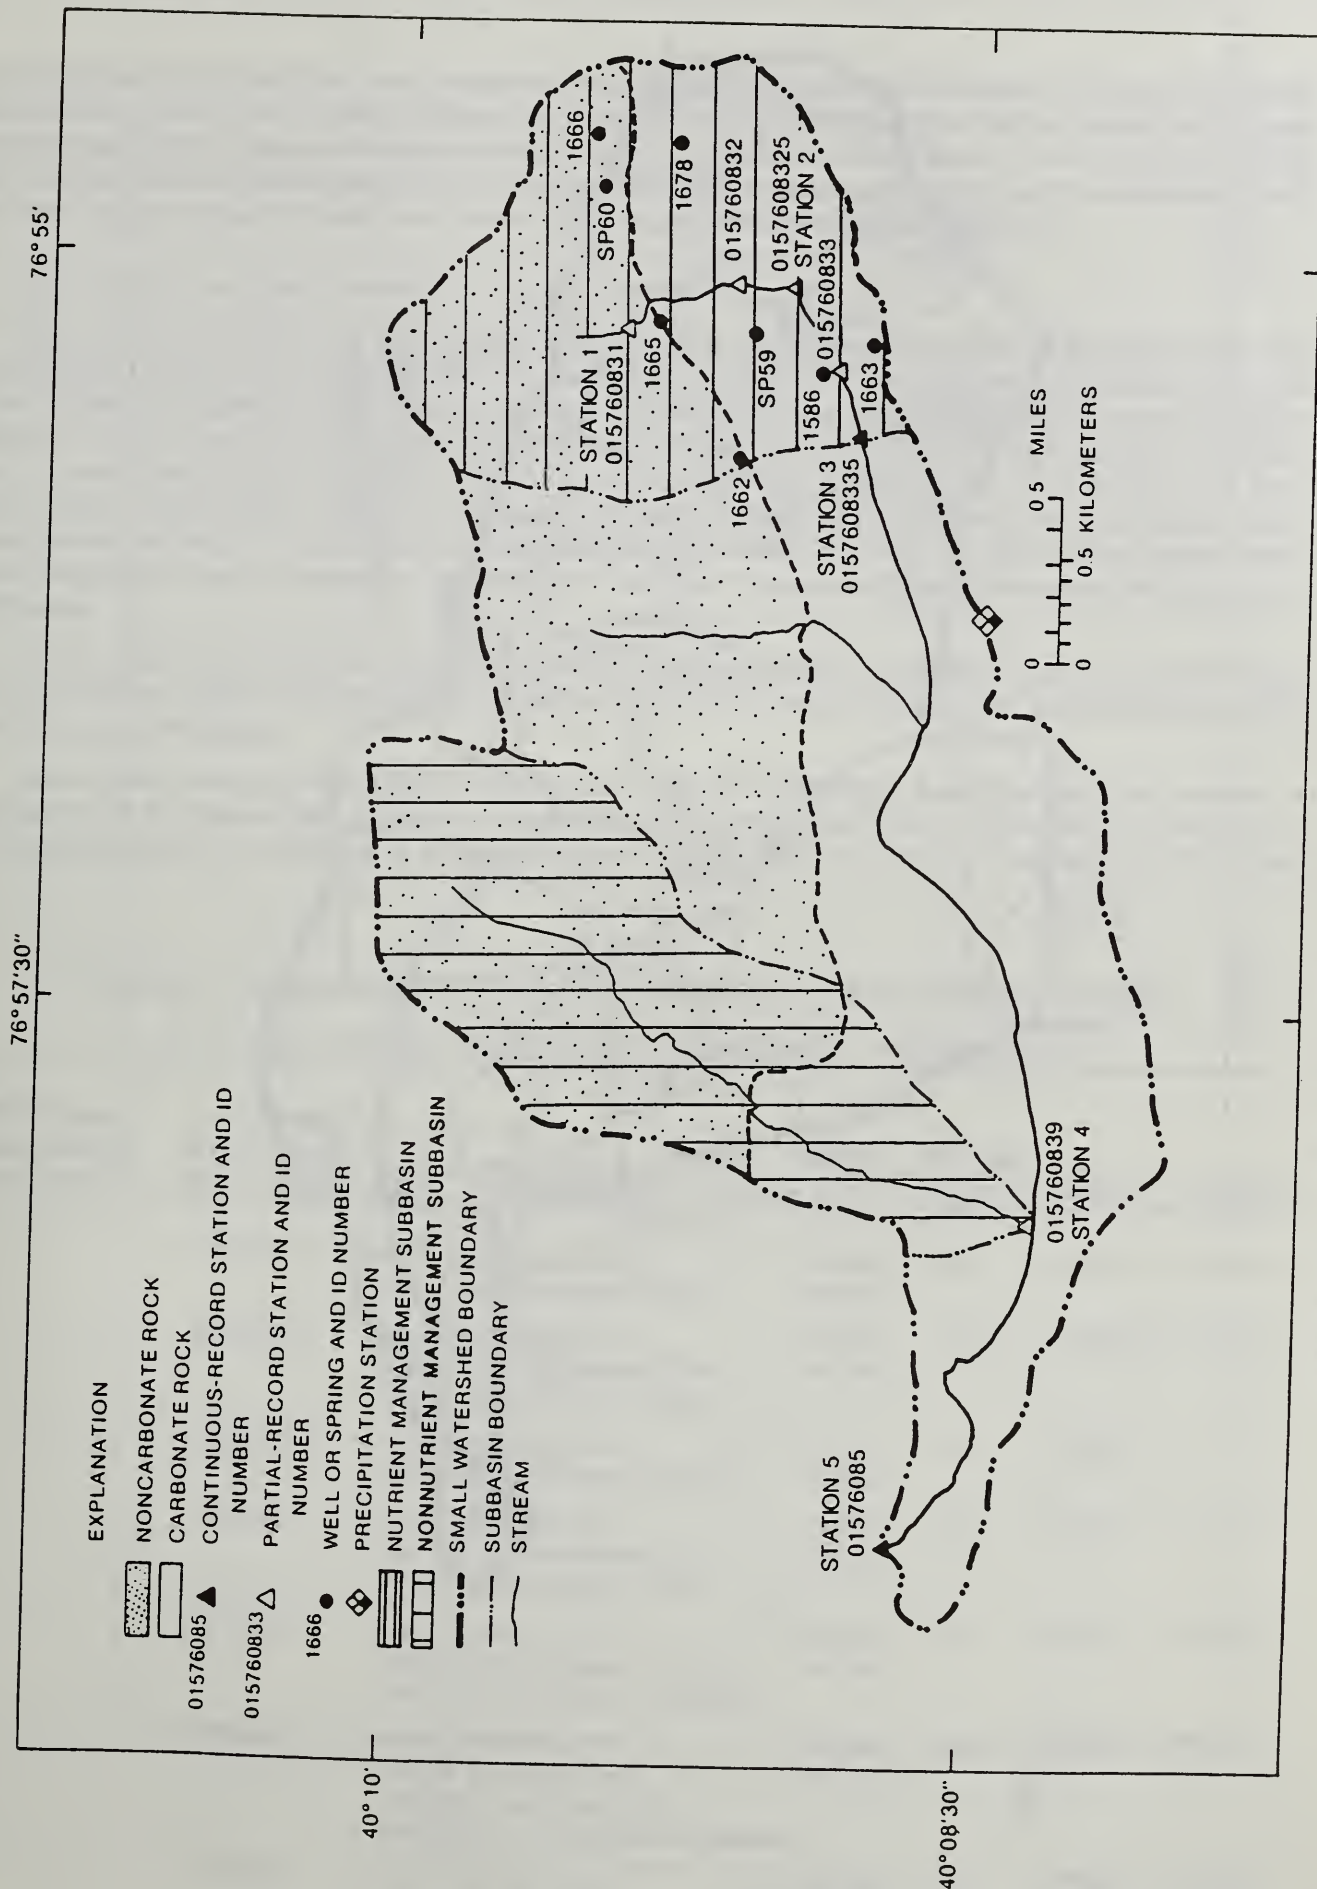 76°57'30"
76°55'
40°10'
40°08'30"
EXPLANATION
NONCARBONATE ROCK
CARBONATE ROCK
01576085
CONTINUOUS-RECORD STATION AND ID
NUMBER
015760833
PARTIAL-RECORD STATION AND ID
NUMBER
1666
WELL OR SPRING AND ID NUMBER
PRECIPITATION STATION
NUTRIENT MANAGEMENT SUBBASIN
NONNUTRIENT MANAGEMENT SUBBASIN
SMALL WATERSHED BOUNDARY
SUBBASIN BOUNDARY
STREAM
1666
SP60
1678
STATION 1
015760831
1665
015760832
0157608325
STATION 2
SP59
015760833
1586
1663
1662
STATION 3
0157608335
015760839
STATION 4
STATION 5
01576085
0 0.5 MILES
0 0.5 KILOMETERS